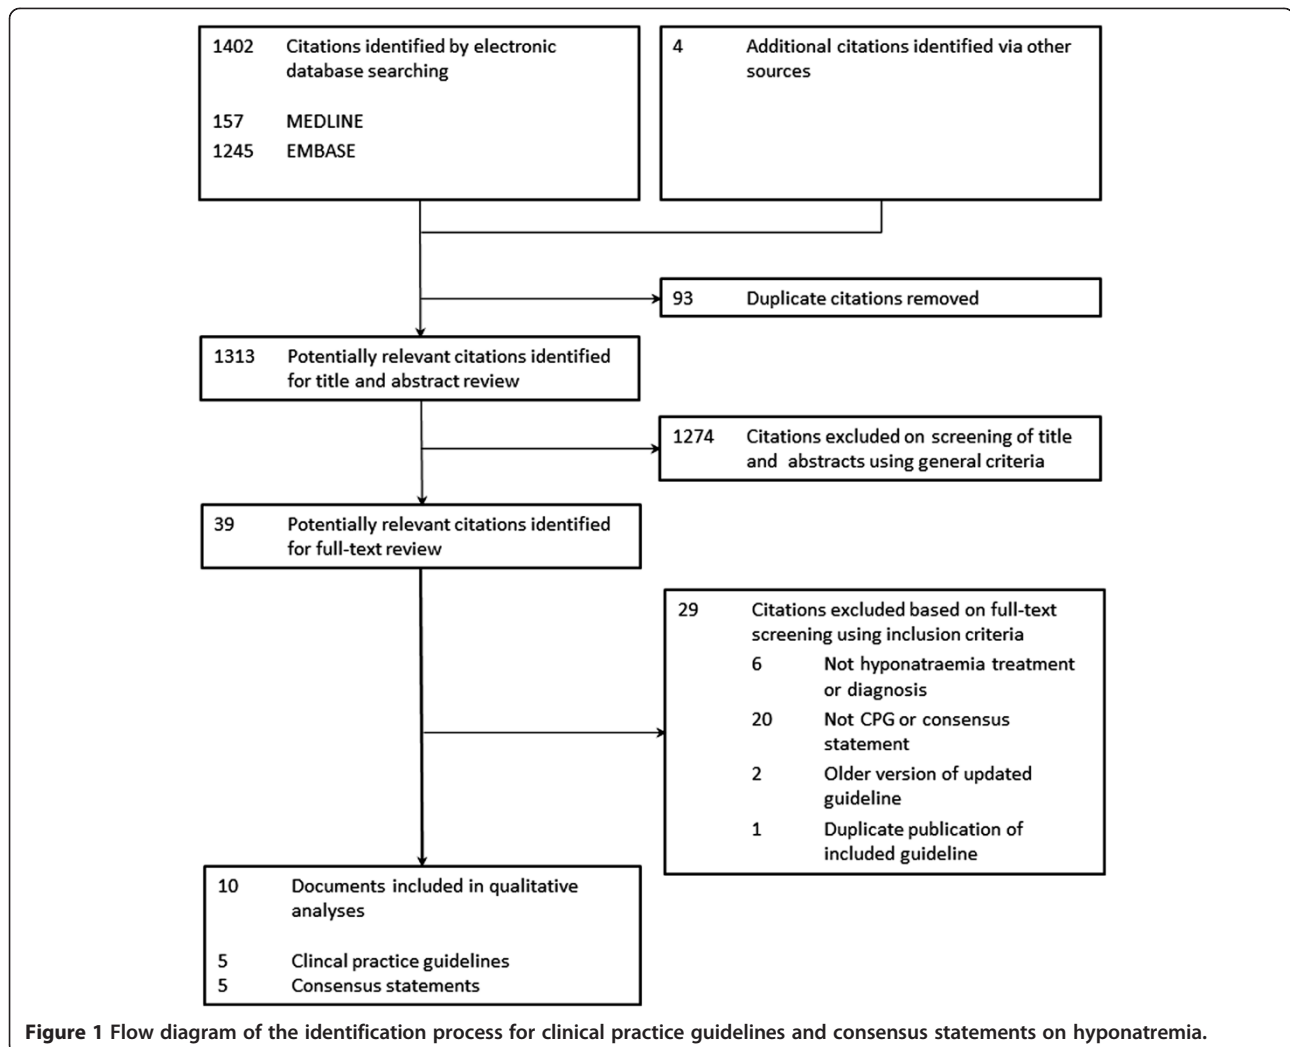 1402 Citations identified by electronic
database searching
157 MEDLINE
1245 EMBASE
4 Additional citations identified via other
sources
93 Duplicate citations removed
1313 Potentially relevant citations identified
for title and abstract review
1274 Citations excluded on screening of title
and abstracts using general criteria
39 Potentially relevant citations identified
for full-text review
29 Citations excluded based on full-text
screening using inclusion criteria
6 Not hyponatraemia treatment
or diagnosis
20 Not CPG or consensus
statement
2 Older version of updated
guideline
1 Duplicate publication of
included guideline
10 Documents included in qualitative
analyses
5 Clincal practice guidelines
5 Consensus statements
Figure 1 Flow diagram of the identification process for clinical practice guidelines and consensus statements on hyponatremia.